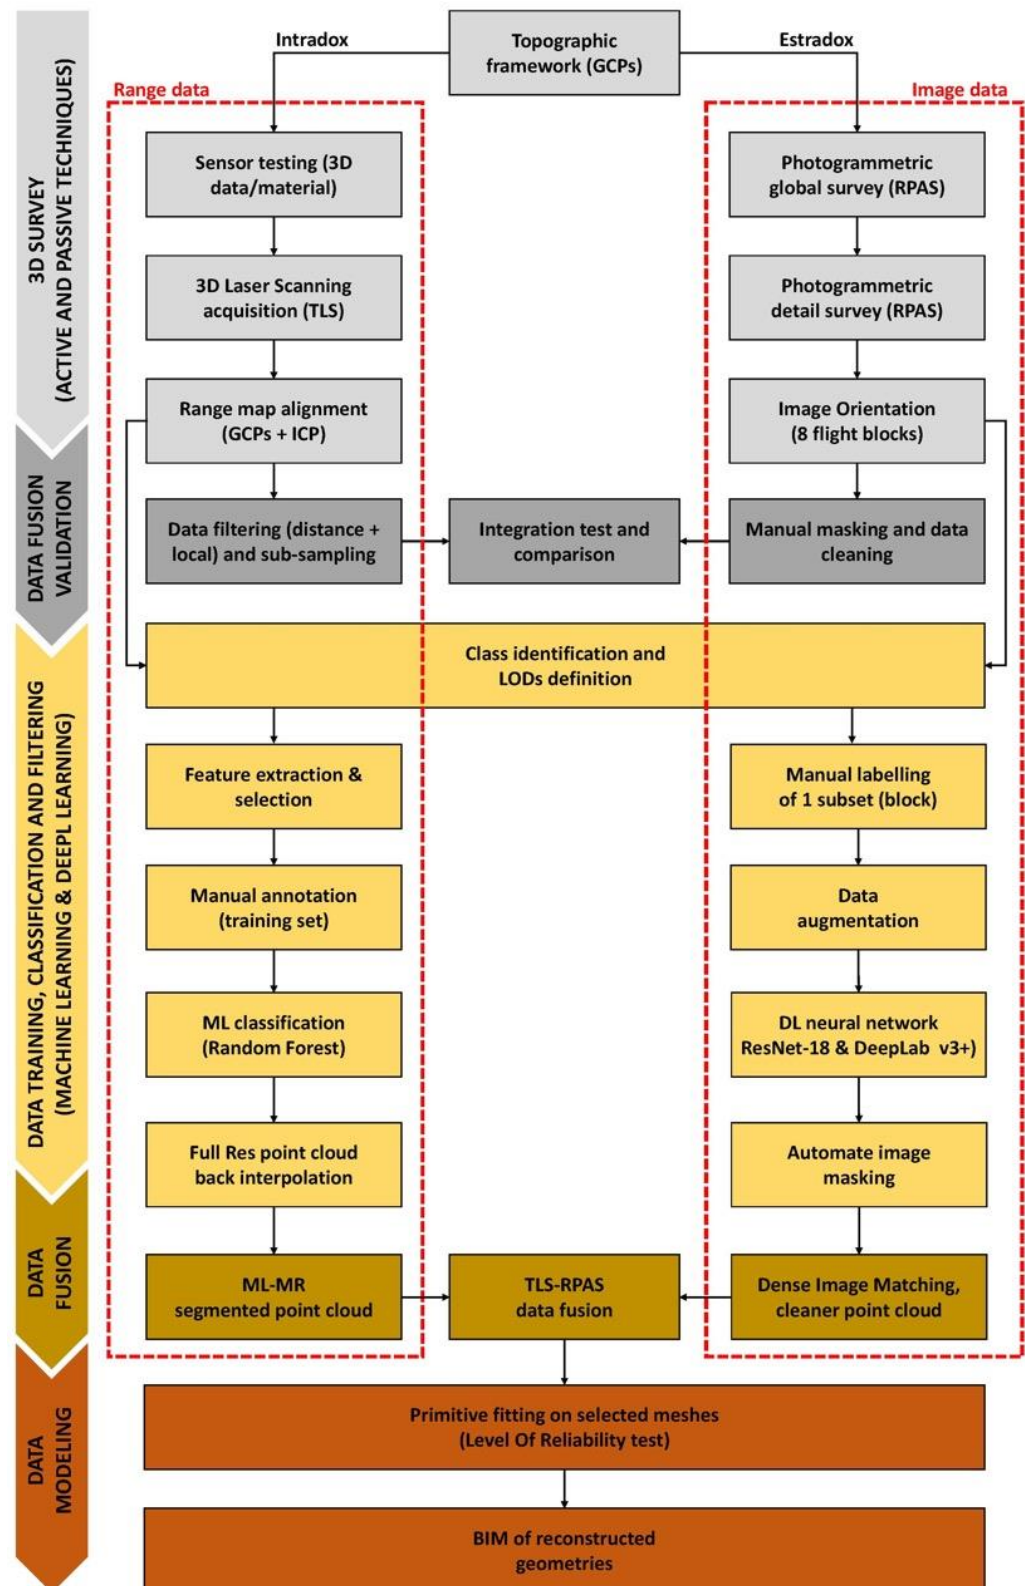 Intradox
Topographic
framework (GCPs)
Estradox
Range data
Image data
3D SURVEY
(ACTIVE AND PASSIVE TECHNIQUES)
Sensor testing (3D
data/material)
Photogrammetric
global survey (RPAS)
3D Laser Scanning
acquisition (TLS)
Photogrammetric
detail survey (RPAS)
Range map alignment
(GCPs + ICP)
Image Orientation
(8 flight blocks)
DATA FUSION
VALIDATION
Data filtering (distance +
local) and sub-sampling
Integration test and
comparison
Manual masking and data
cleaning
DATA TRAINING, CLASSIFICATION AND FILTERING
(MACHINE LEARNING & DEEPL LEARNING)
Class identification and
LODs definition
Feature extraction &
selection
Manual labelling
of 1 subset (block)
Manual annotation
(training set)
Data
augmentation
ML classification
(Random Forest)
DL neural network
ResNet-18 & DeepLab v3+)
Full Res point cloud
back interpolation
Automate image
masking
DATA
FUSION
ML-MR
segmented point cloud
TLS-RPAS
data fusion
Dense Image Matching,
cleaner point cloud
DATA
MODELING
Primitive fitting on selected meshes
(Level Of Reliability test)
BIM of reconstructed
geometries